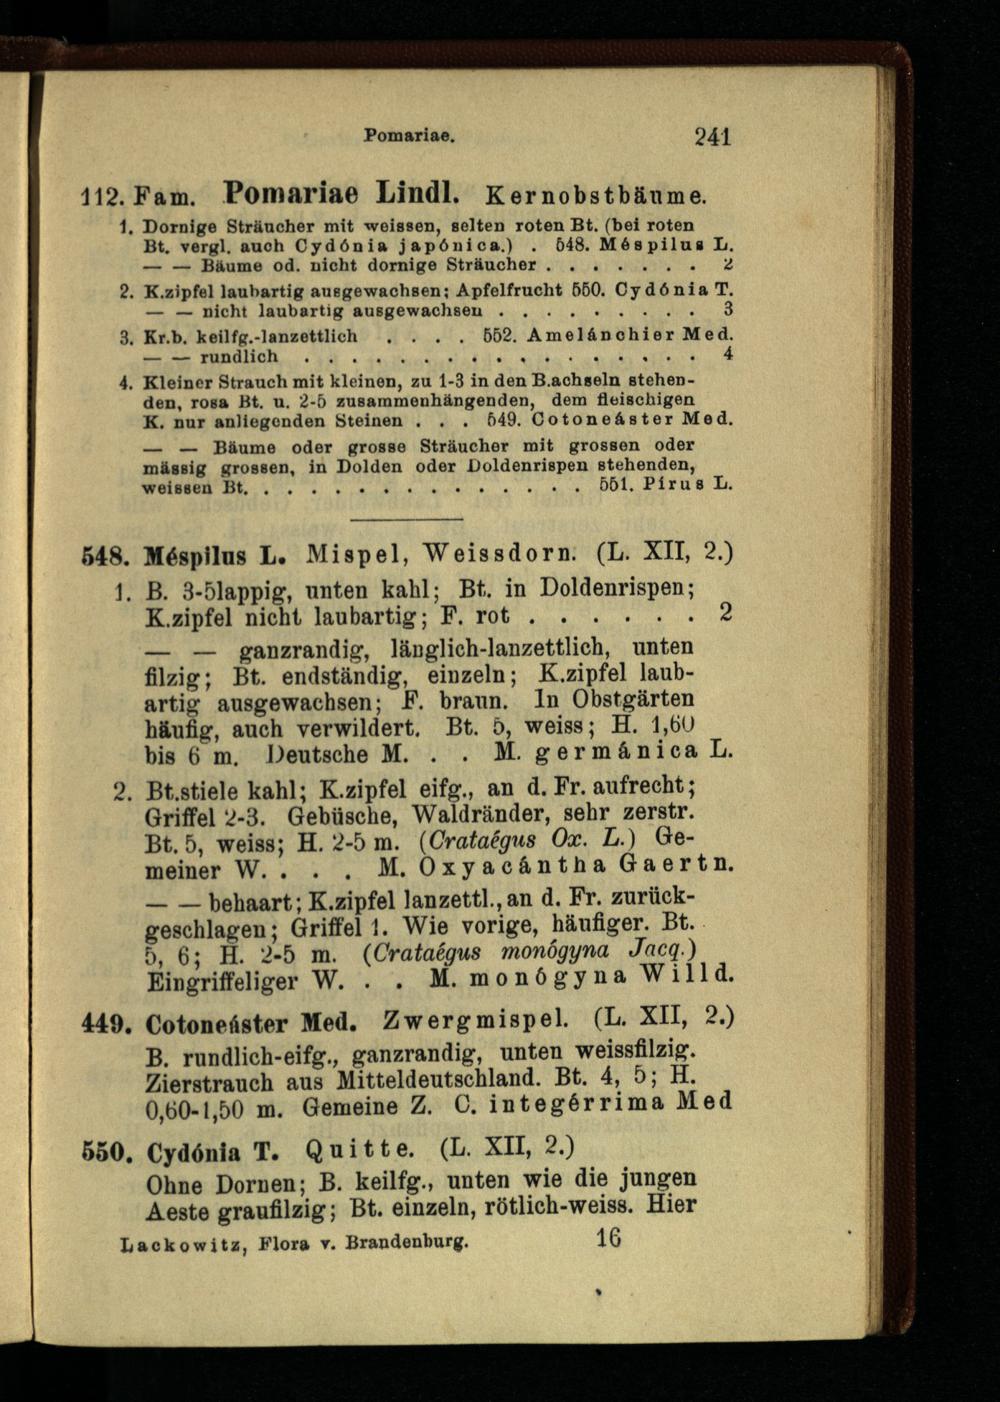 Pomariae. 241
112. Fam. Pomariae Lindl. Kernobstbäume.
1. Dornige Sträucher mit weissen, selten roten Bt. (bei roten
Bt. vergl. auch Cydónia japónica.) . 548. Méspilus L.
— — Bäume od. nicht dornige Sträucher . . . . . . . 2
2. K.zipfel laubartig ausgewachsen; Apfelfrucht 550. Cydónia T.
— — nicht laubartig ausgewachsen . . . . . . . . . 3
3. Kr.b. keilfg.-lanzettlich . . . . 552. Amelánchier Med.
— — rundlich . . . . . . . . . . . . . . . . . 4
4. Kleiner Strauch mit kleinen, zu 1-3 in den B.achseln stehen-
den, rosa Bt. u. 2-5 zusammenhängenden, dem fleischigen
K. nur anliegenden Steinen . . . 549. Cotoneáster Med.
— — Bäume oder grosse Sträucher mit grossen oder
mässig grossen, in Dolden oder Doldenrispen stehenden,
weissen Bt. . . . . . . . . . . . . . . 551. Pírus L.
548. Méspilus L. Mispel, Weissdorn. (L. XII, 2.)
1. B. 3-5lappig, unten kahl; Bt. in Doldenrispen;
K.zipfel nicht laubartig; F. rot . . . . . . 2
— — ganzrandig, länglich-lanzettlich, unten
filzig; Bt. endständig, einzeln; K.zipfel laub-
artig ausgewachsen; F. braun. In Obstgärten
häufig, auch verwildert. Bt. 5, weiss; H. 1,60
bis 6 m. Deutsche M. . . M. germánica L.
2. Bt.stiele kahl; K.zipfel eifg., an d. Fr. aufrecht;
Griffel 2-3. Gebüsche, Waldränder, sehr zerstr.
Bt. 5, weiss; H. 2-5 m. (Crataégus Ox. L.) Ge-
meiner W. . . . M. Oxyacántha Gaertn.
— — behaart; K.zipfel lanzettl., an d. Fr. zurück-
geschlagen; Griffel 1. Wie vorige, häufiger. Bt.
5, 6; H. 2-5 m. (Crataégus monógyna Jacq.)
Eingriffeliger W. . . M. monógyna Willd.
449. Cotoneáster Med. Zwergmispel. (L. XII, 2.)
B. rundlich-eifg., ganzrandig, unten weissfilzig.
Zierstrauch aus Mitteldeutschland. Bt. 4, 5; H.
0,60-1,50 m. Gemeine Z. C. integérrima Med
550. Cydónia T. Quitte. (L. XII, 2.)
Ohne Dornen; B. keilfg., unten wie die jungen
Aeste graufilzig; Bt. einzeln, rötlich-weiss. Hier
Lackowitz, Flora v. Brandenburg. 16